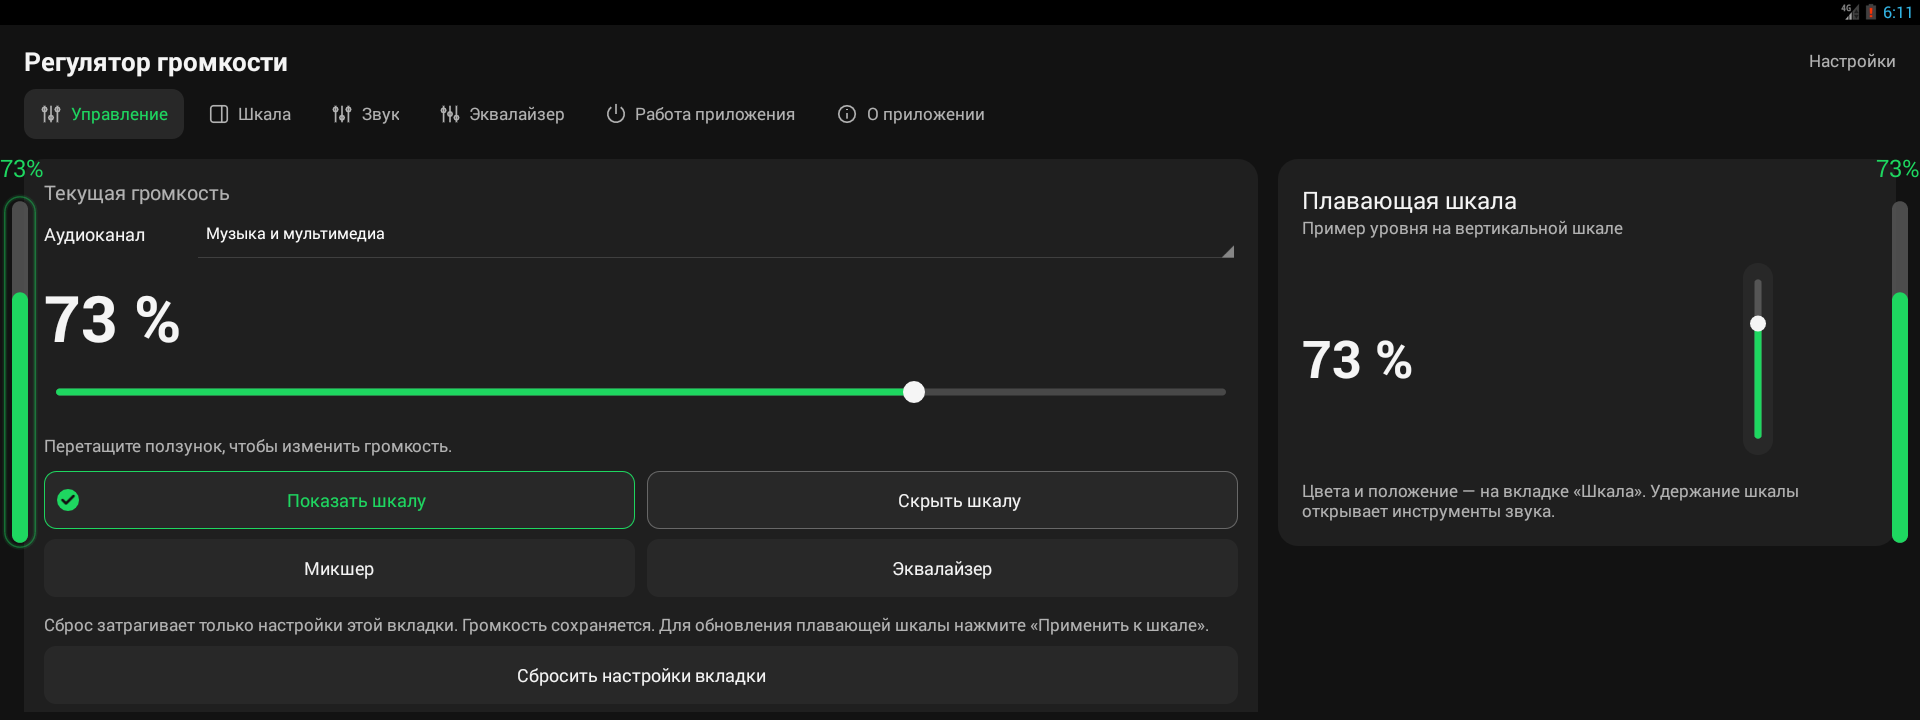 4G 6:11
Регулятор громкости
Настройки
Управление Шкала Звук Эквалайзер Работа приложения О приложении
73%
73%
Текущая громкость
Аудиоканал Музыка и мультимедиа
73 %
Перетащите ползунок, чтобы изменить громкость.
Показать шкалу Скрыть шкалу
Микшер Эквалайзер
Сброс затрагивает только настройки этой вкладки. Громкость сохраняется. Для обновления плавающей шкалы нажмите «Применить к шкале».
Сбросить настройки вкладки
Плавающая шкала
Пример уровня на вертикальной шкале
73 %
Цвета и положение — на вкладке «Шкала». Удержание шкалы
открывает инструменты звука.